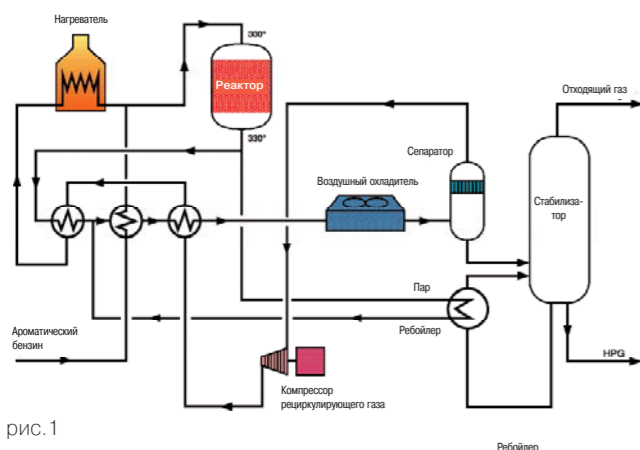 Нагреватель
300°
Реактор
330°
Отходящий газ
Сепаратор
Воздушный охладитель
Стабилиза-
тор
Пар
Ароматический
бензин
Ребойлер
HPG
Компрессор
рециркулирующего газа
рис.1
Ребойлер